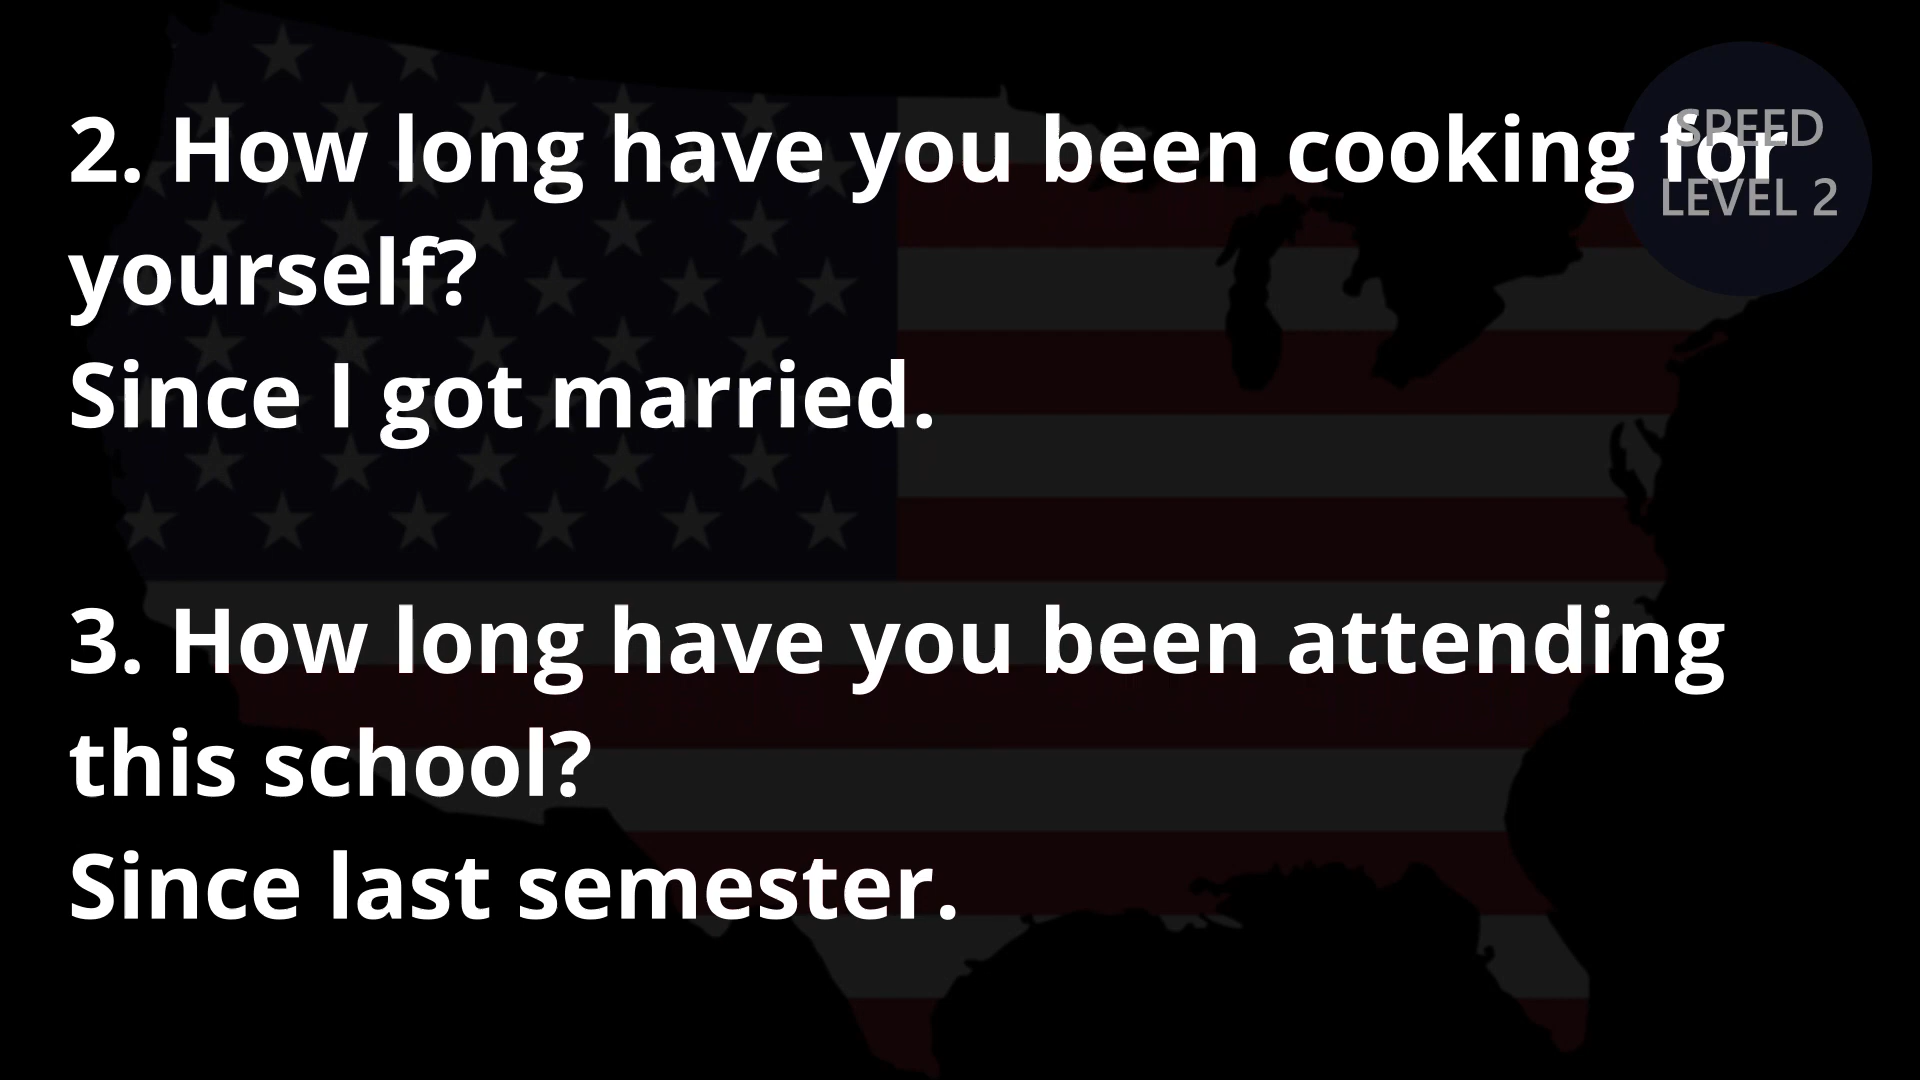 2. How long have you been cooking for
yourself?
Since I got married.
3. How long have you been attending
this school?
Since last semester.
SPEED
LEVEL 2